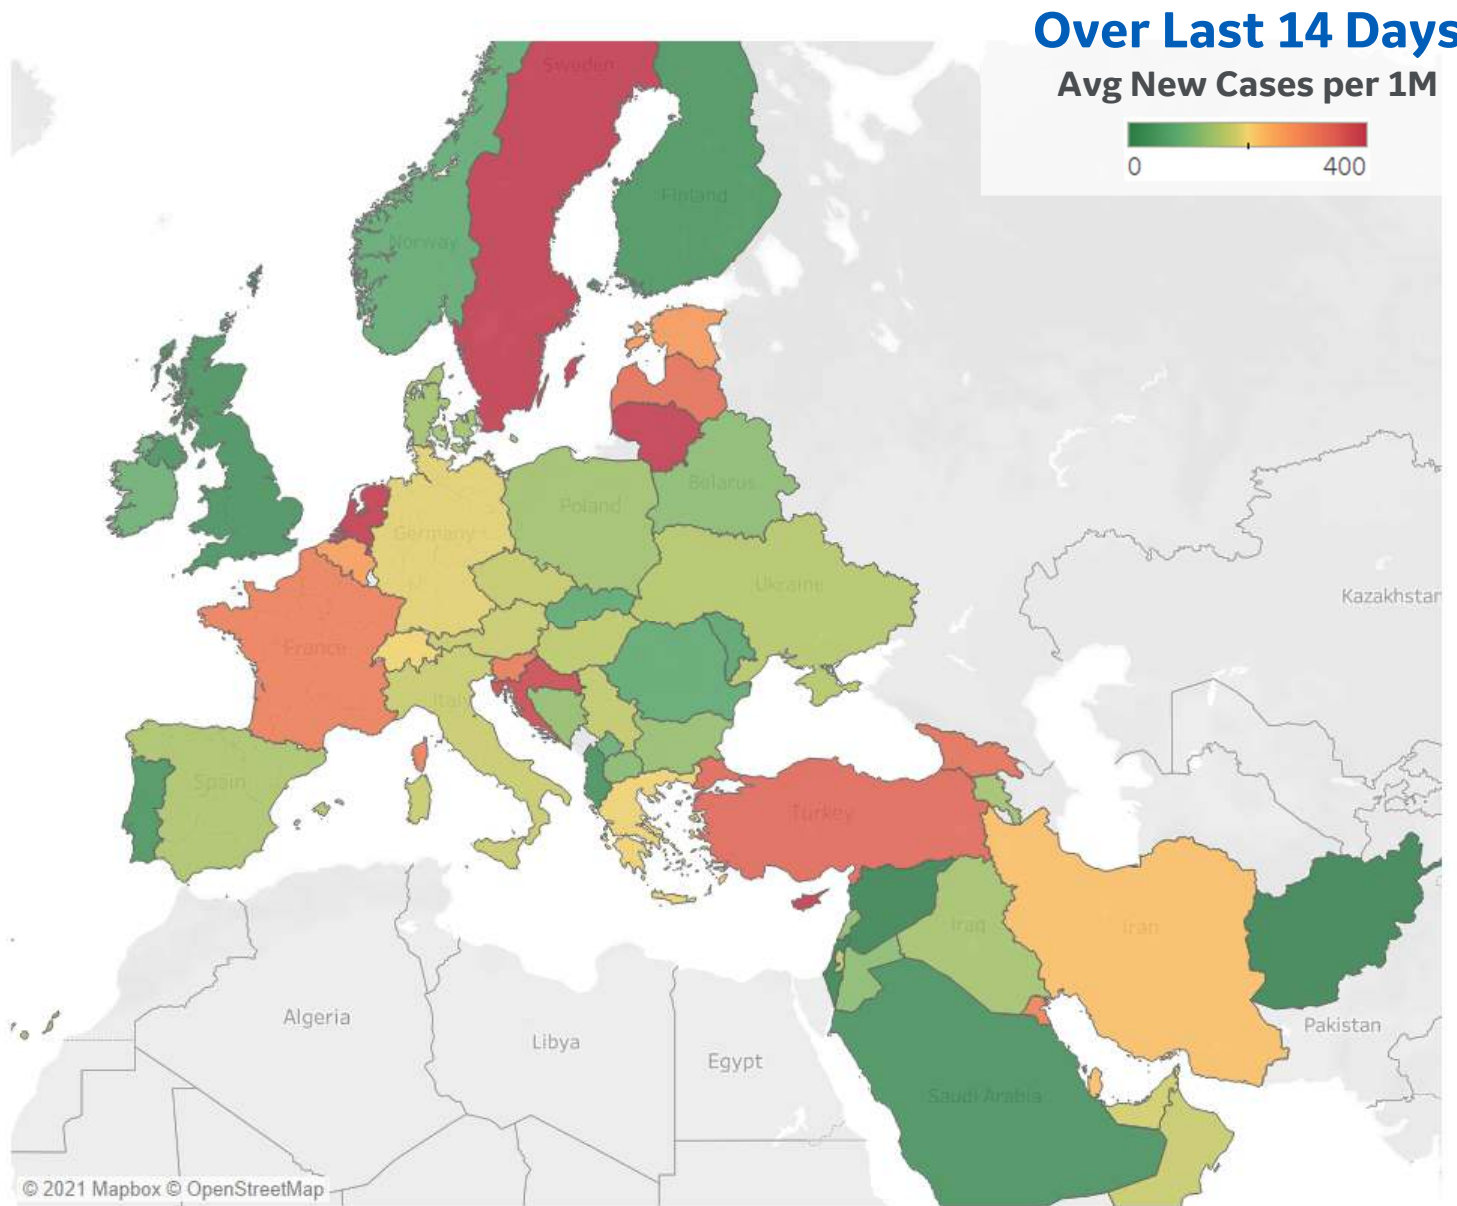 Over Last 14 Days
Avg New Cases per 1M
0
400
Sweden
Finland
Norway
Belarus
Poland
Germany
Ukraine
Kazakhstan
France
Italy
Spain
Turkey
Iraq
Iran
Algeria
Libya
Egypt
Pakistan
Saudi Arabia
© 2021 Mapbox © OpenStreetMap